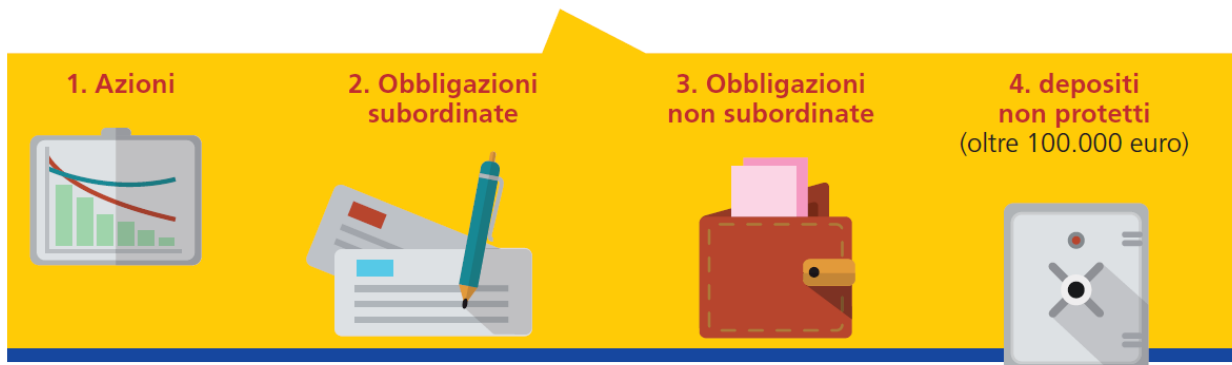 1. Azioni
2. Obbligazioni
subordinate
3. Obbligazioni
non subordinate
4. depositi
non protetti
(oltre 100.000 euro)